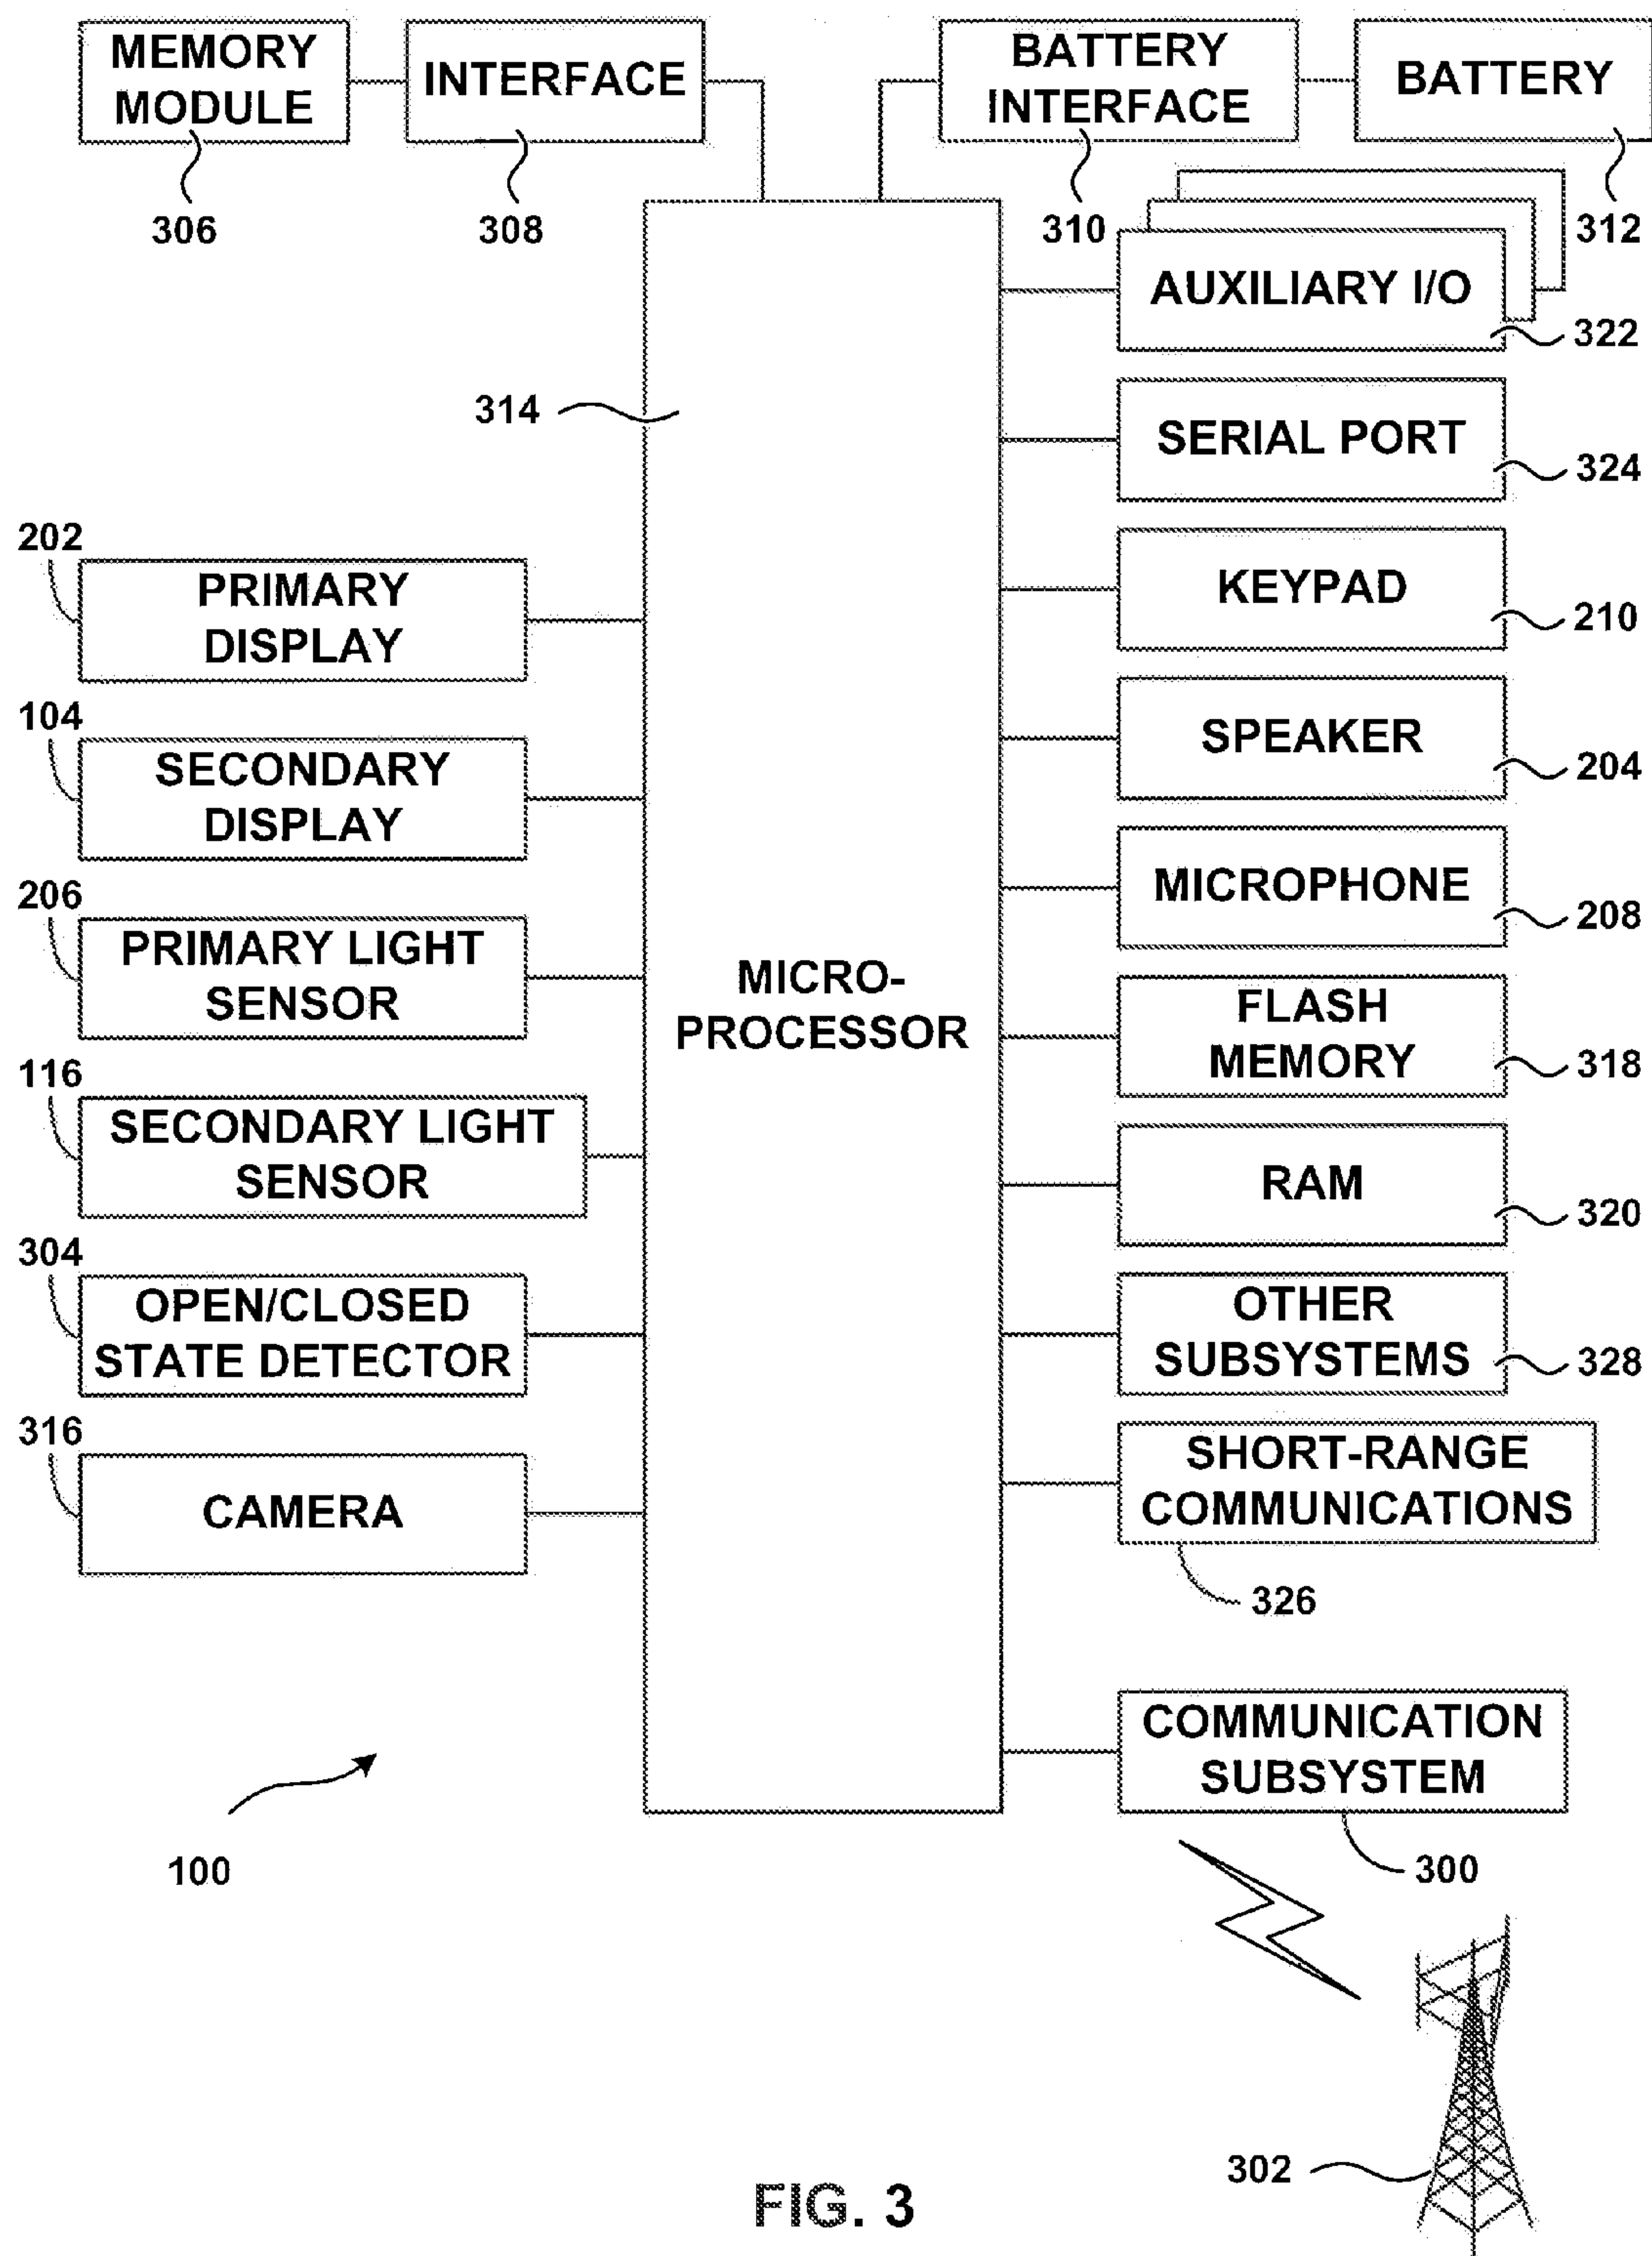 MEMORY
MODULE
306
INTERFACE
308
BATTERY
INTERFACE
310
BATTERY
312
AUXILIARY I/O
322
314
SERIAL PORT
324
KEYPAD
210
SPEAKER
204
MICROPHONE
208
FLASH
MEMORY
318
RAM
320
OTHER
SUBSYSTEMS
328
SHORT-RANGE
COMMUNICATIONS
326
COMMUNICATION
SUBSYSTEM
300
MICRO-
PROCESSOR
202
PRIMARY
DISPLAY
104
SECONDARY
DISPLAY
206
PRIMARY LIGHT
SENSOR
116
SECONDARY LIGHT
SENSOR
304
OPEN/CLOSED
STATE DETECTOR
316
CAMERA
100
302
FIG. 3